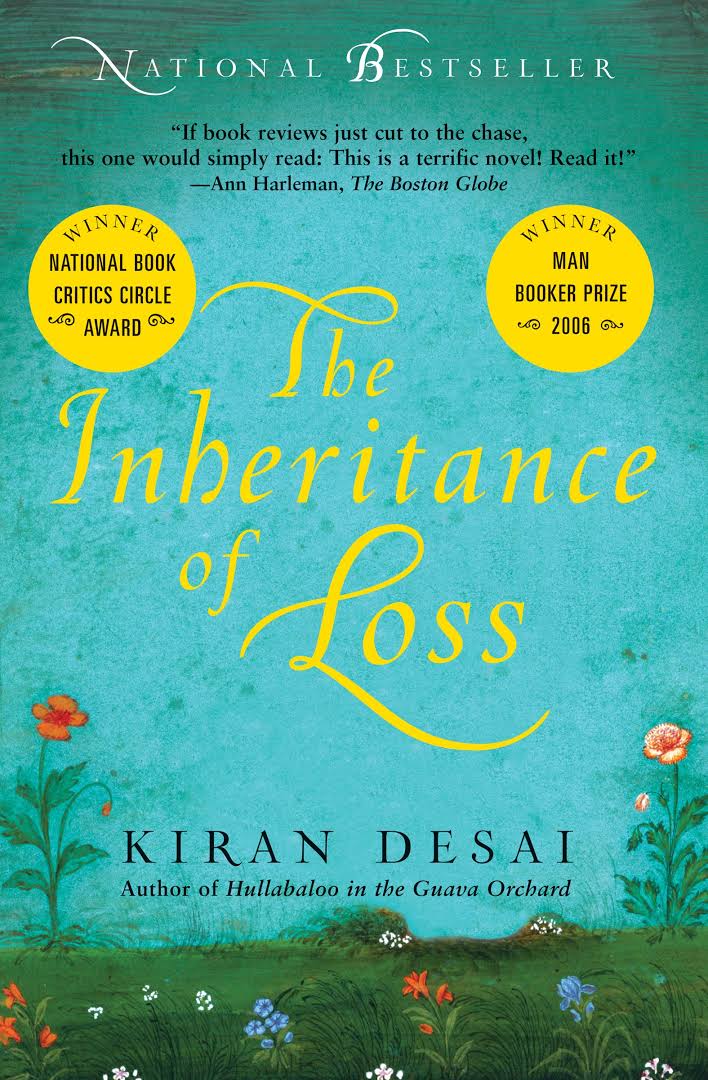 NATIONAL BESTSELLER
“If book reviews just cut to the chase,
this one would simply read: This is a terrific novel! Read it!”
—Ann Harleman, The Boston Globe
WINNER
NATIONAL BOOK
CRITICS CIRCLE
AWARD
WINNER
MAN
BOOKER PRIZE
2006
The
Inheritance
of Loss
KIRAN DESAI
Author of Hullabaloo in the Guava Orchard